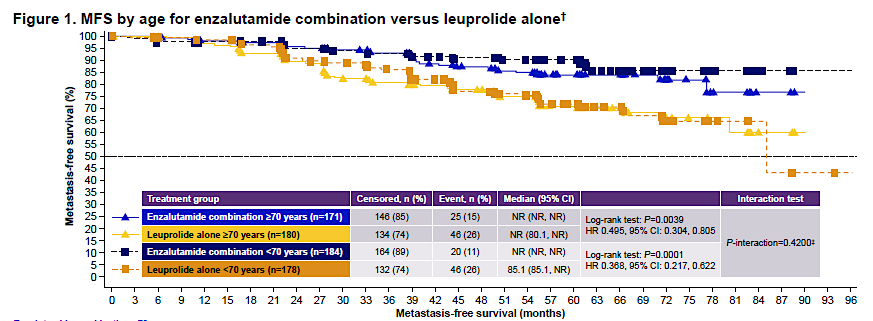 Figure 1. MFS by age for enzalutamide combination versus leuprolide alone†
Metastasis-free survival (%)
100
95
90
85
80
75
70
65
60
55
50
45
40
35
30
25
20
15
10
5
0
Treatment group Censored, n (%) Event, n (%) Median (95% CI) Interaction test
Enzalutamide combination ≥70 years (n=171) 146 (85) 25 (15) NR (NR, NR)
Leuprolide alone ≥70 years (n=180) 134 (74) 46 (26) NR (80.1, NR)
Log-rank test: P=0.0039
HR 0.495, 95% CI: 0.304, 0.805
Enzalutamide combination <70 years (n=184) 164 (89) 20 (11) NR (NR, NR)
Leuprolide alone <70 years (n=178) 132 (74) 46 (26) 85.1 (85.1, NR)
Log-rank test: P=0.0001
HR 0.368, 95% CI: 0.217, 0.622
P-interaction=0.4200‡
0 3 6 9 12 15 18 21 24 27 30 33 36 39 42 45 48 51 54 57 60 63 66 69 72 75 78 81 84 87 90 93 96
Metastasis-free survival (months)